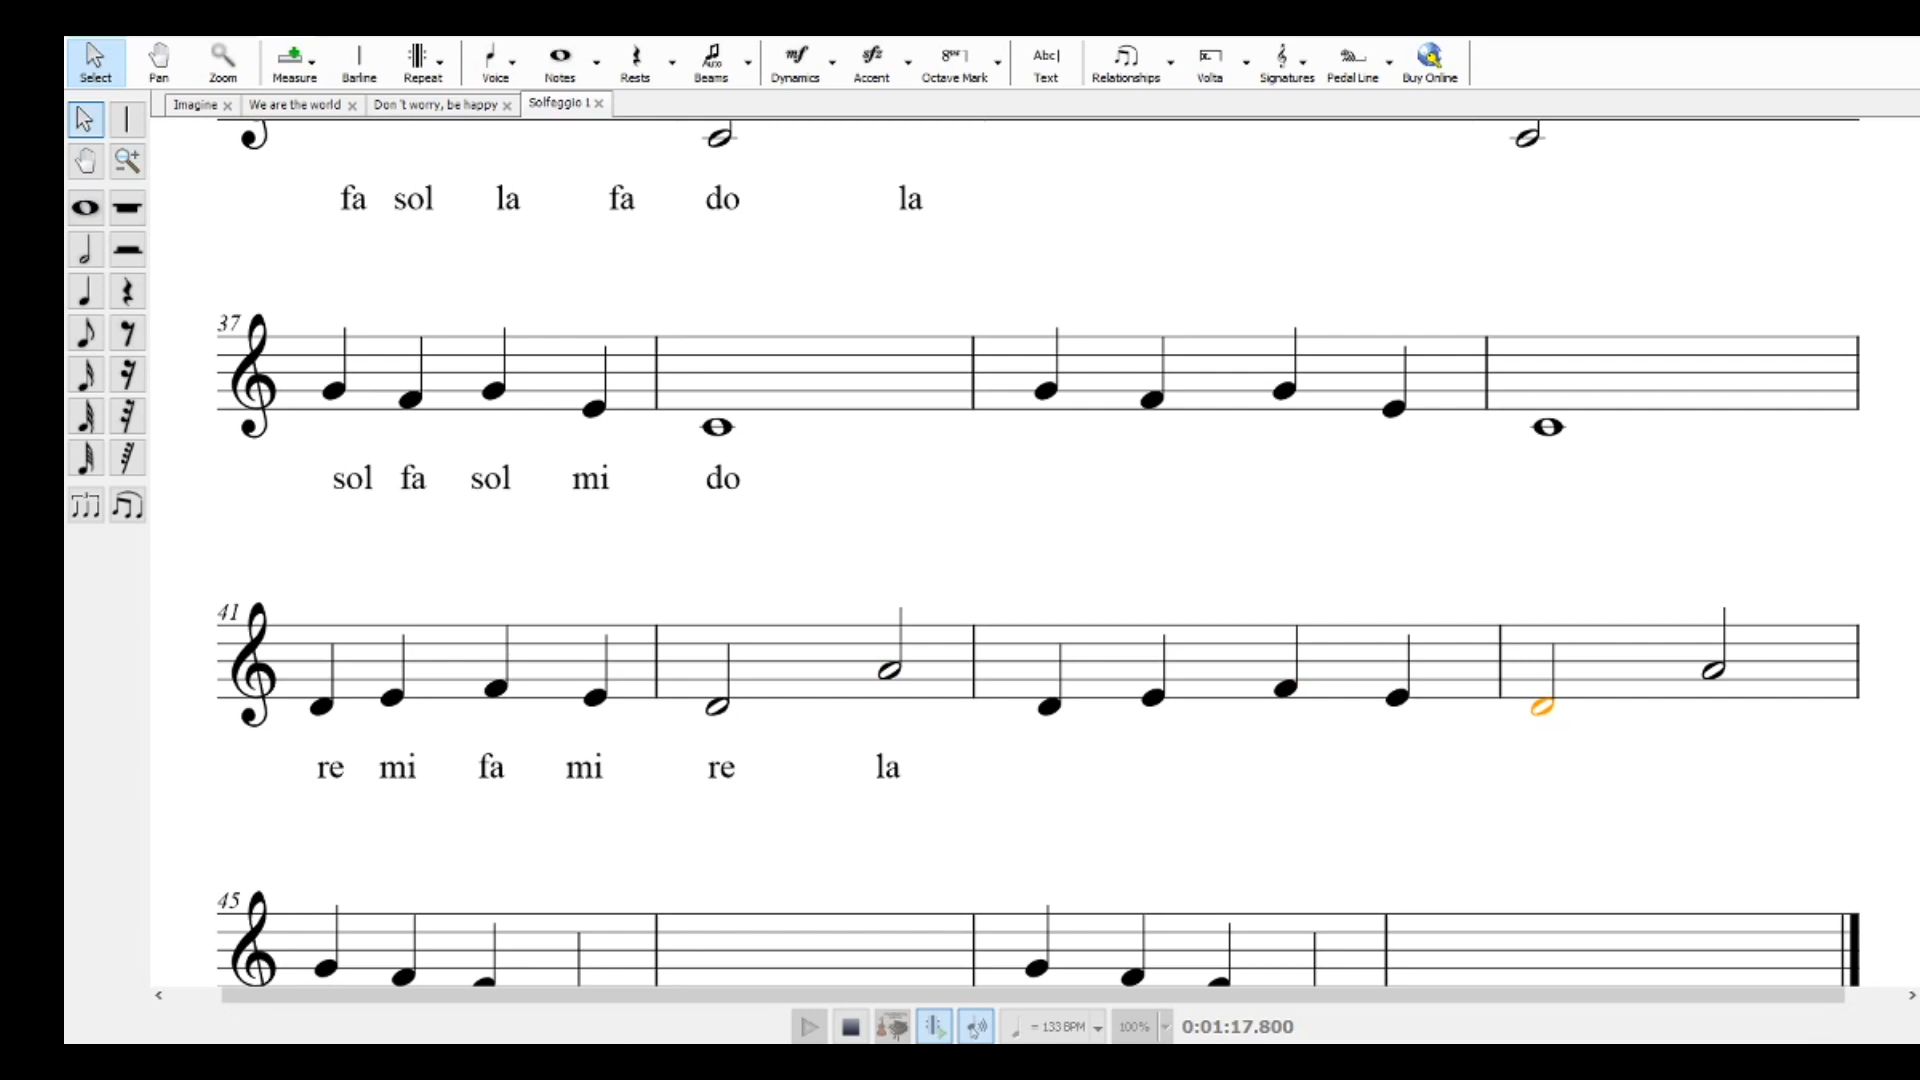 Select Pan Zoom Measure Barline Repeat Voice Notes Rests Beams Dynamics Accent Octave Mark Text Relationships Volta Signatures Pedal Line Buy Online
Imagine We are the world Don't worry, be happy Solfeggio 1
fa sol la fa do la
37
sol fa sol mi do
41
re mi fa mi re la
45
= 133 BPM 100% 0:01:17.800